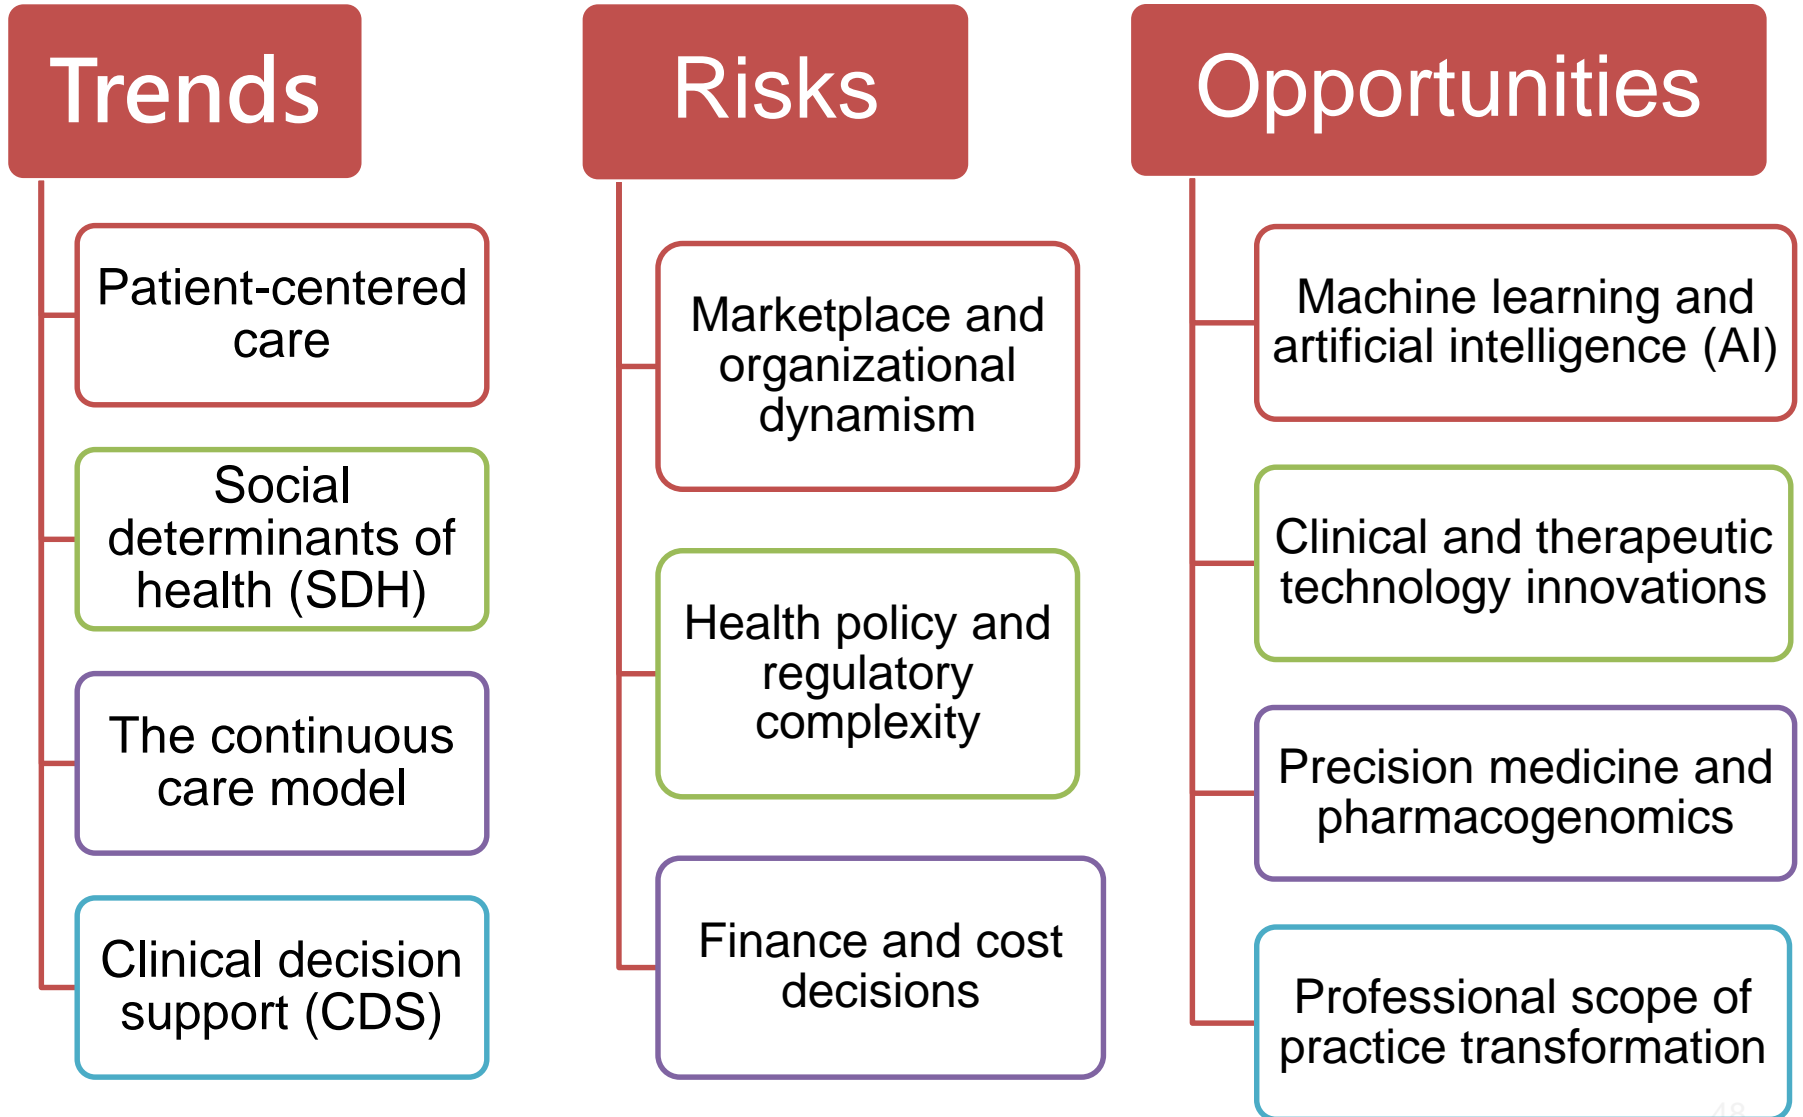 Trends
Patient-centered
care
Social
determinants of
health (SDH)
The continuous
care model
Clinical decision
support (CDS)
Risks
Marketplace and
organizational
dynamism
Health policy and
regulatory
complexity
Finance and cost
decisions
Opportunities
Machine learning and
artificial intelligence (AI)
Clinical and therapeutic
technology innovations
Precision medicine and
pharmacogenomics
Professional scope of
practice transformation
48